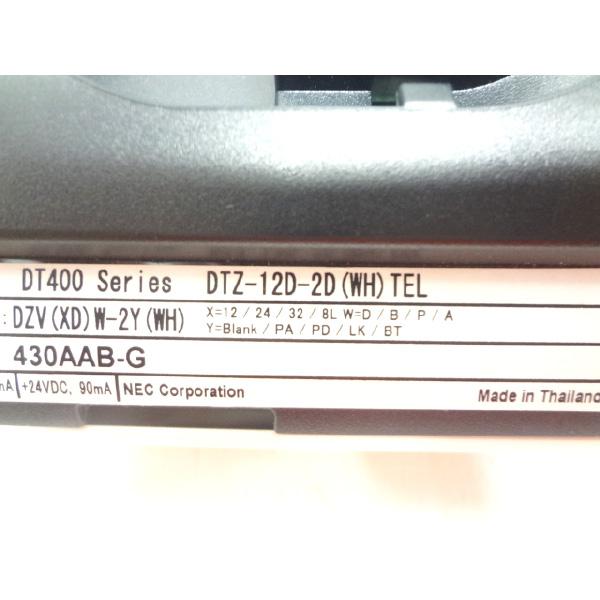 DT400 Series DTZ-12D-2D(WH)TEL
: DZV(XD)W-2Y(WH) X=12 / 24 / 32 / 8L W=D / B / P / A
Y=Blank / PA / PD / LK / BT
430AAB-G
mA +24VDC, 90mA NEC Corporation Made in Thailand